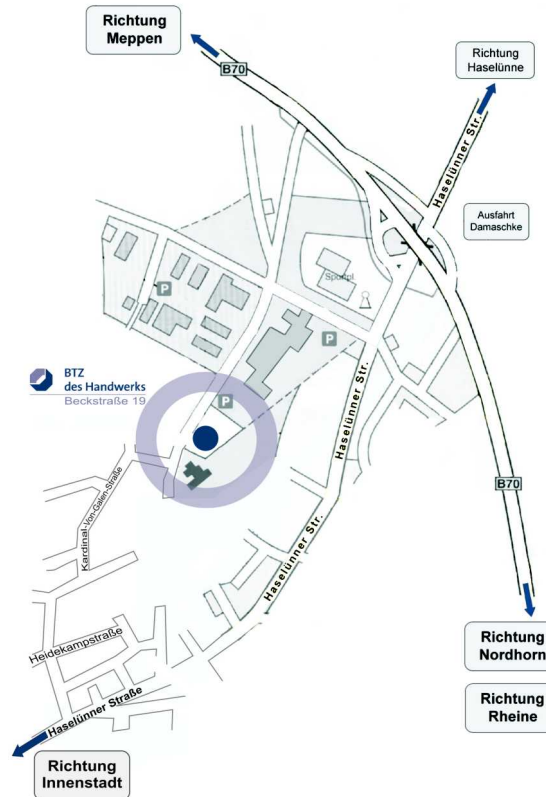 Richtung
Meppen
B70
Richtung
Haselünne
Haselünner Str.
Ausfahrt
Damaschke
Sportpl.
P
P
BTZ
des Handwerks
Beckstraße 19
P
Haselünner Str.
Kardinal-Von-Galen-Straße
B70
Haselünner Str.
Heidekampstraße
Haselünner Straße
Richtung
Nordhorn
Richtung
Rheine
Richtung
Innenstadt